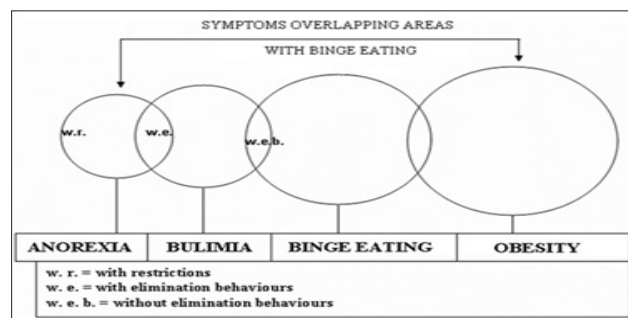 SYMPTOMS OVERLAPPING AREAS
WITH BINGE EATING
w.r.
w.e.
w.e.b.
ANOREXIA BULIMIA BINGE EATING OBESITY
w. r. = with restrictions
w. e. = with elimination behaviours
w. e. b. = without elimination behaviours